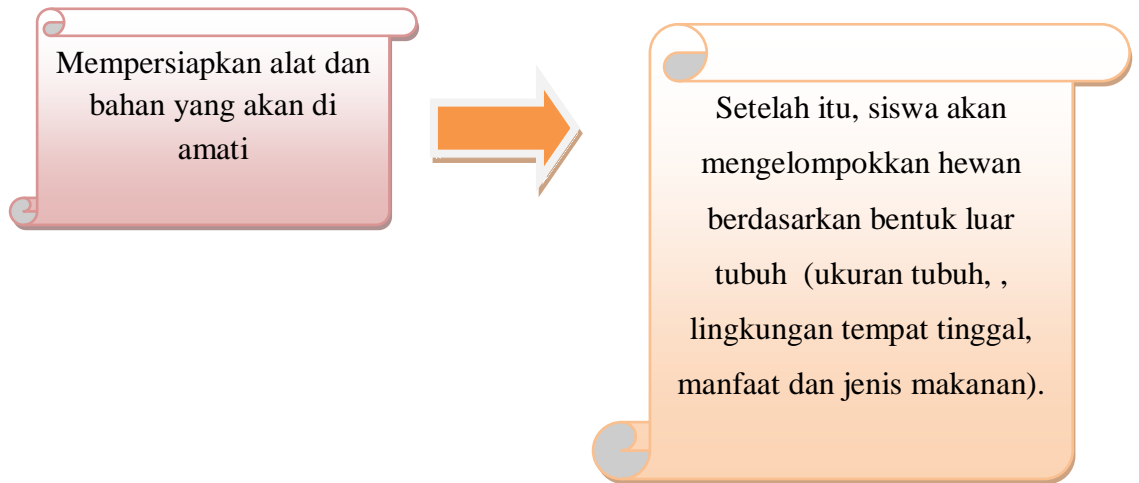 Mempersiapkan alat dan
bahan yang akan di
amati
Setelah itu, siswa akan
mengelompokkan hewan
berdasarkan bentuk luar
tubuh (ukuran tubuh, ,
lingkungan tempat tinggal,
manfaat dan jenis makanan).